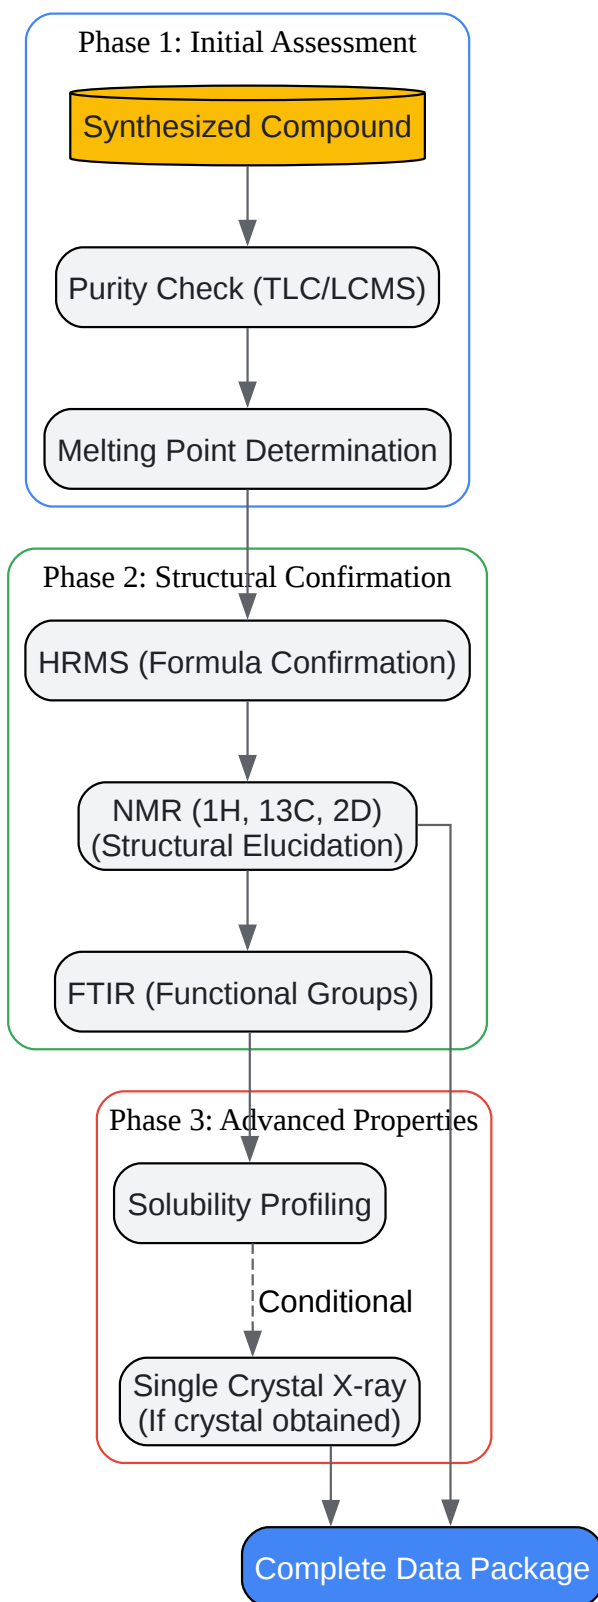 Phase 1: Initial Assessment
Synthesized Compound
Purity Check (TLC/LCMS)
Melting Point Determination
Phase 2: Structural Confirmation
HRMS (Formula Confirmation)
NMR (1H, 13C, 2D)
(Structural Elucidation)
FTIR (Functional Groups)
Phase 3: Advanced Properties
Solubility Profiling
Conditional
Single Crystal X-ray
(If crystal obtained)
Complete Data Package